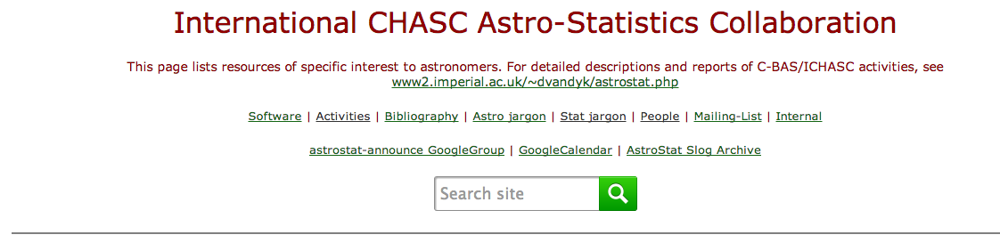 International CHASC Astro-Statistics Collaboration
This page lists resources of specific interest to astronomers. For detailed descriptions and reports of C-BAS/ICHASC activities, see
www2.imperial.ac.uk/~dvandyk/astrostat.php
Software | Activities | Bibliography | Astro jargon | Stat jargon | People | Mailing-List | Internal
astrostat-announce GoogleGroup | GoogleCalendar | AstroStat Slog Archive
Search site